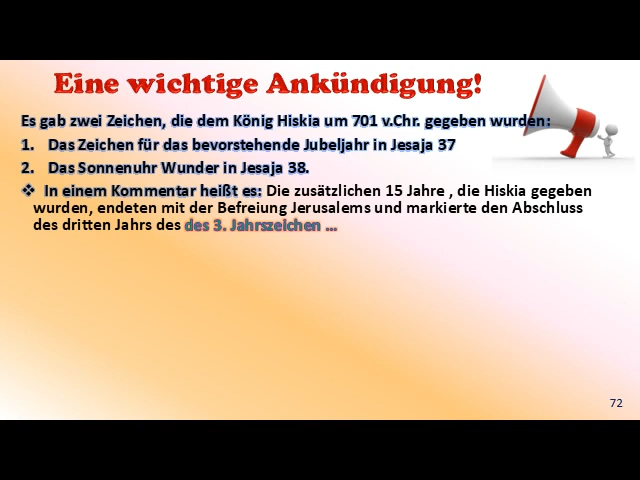 Eine wichtige Ankündigung!
Es gab zwei Zeichen, die dem König Hiskia um 701 v.Chr. gegeben wurden:
1. Das Zeichen für das bevorstehende Jubeljahr in Jesaja 37
2. Das Sonnenuhr Wunder in Jesaja 38.
❖ In einem Kommentar heißt es: Die zusätzlichen 15 Jahre , die Hiskia gegeben
wurden, endeten mit der Befreiung Jerusalems und markierte den Abschluss
des dritten Jahrs des des 3. Jahrszeichen ...
72